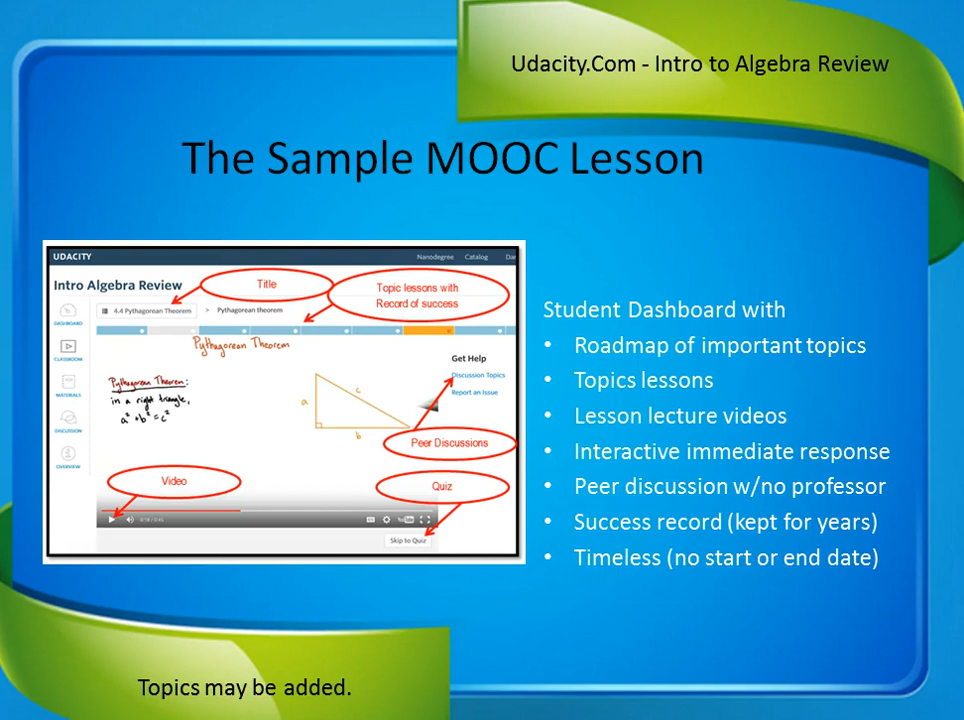 Udacity.Com - Intro to Algebra Review
The Sample MOOC Lesson
UDACITY
Nanodegree Catalog
Intro Algebra Review
Title
Topic lessons with
Record of success
4.4 Pythagorean Theorem > Pythagorean theorem
DASHBOARD
CLASSROOM
MATERIALS
DISCUSSION
OVERVIEW
Pythagorean Theorem
Pythagorean Theorem:
in a right triangle,
a² + b² = c²
a
c
b
Get Help
Discussion Topics
Report an Issue
Peer Discussions
Video
Quiz
YouTube
Skip to Quiz
Student Dashboard with
• Roadmap of important topics
• Topics lessons
• Lesson lecture videos
• Interactive immediate response
• Peer discussion w/no professor
• Success record (kept for years)
• Timeless (no start or end date)
Topics may be added.